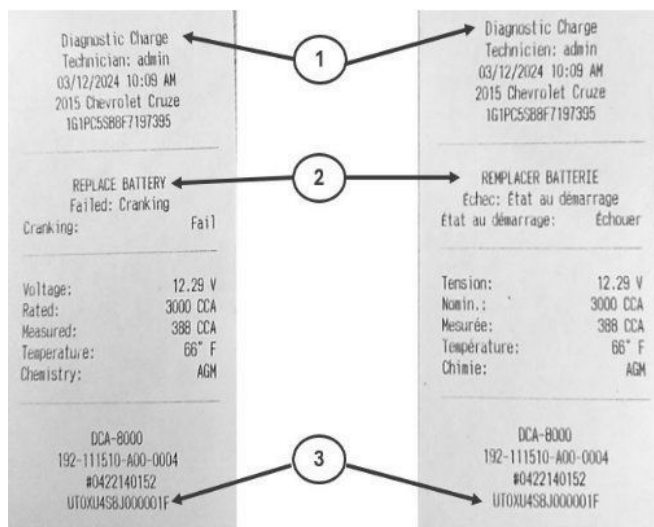 Diagnostic Charge
Technician: admin
03/12/2024 10:09 AM
2015 Chevrolet Cruze
1G1PC5SB8F7197395
REPLACE BATTERY
Failed: Cranking
Cranking: Fail
Voltage: 12.29 V
Rated: 3000 CCA
Measured: 388 CCA
Temperature: 66° F
Chemistry: AGM
DCA-8000
192-111510-A00-0004
#0422140152
UTOXU4S8J000001F
1
2
3
Diagnostic Charge
Technicien: admin
03/12/2024 10:09 AM
2015 Chevrolet Cruze
1G1PC5SB8F7197395
REMPLACER BATTERIE
Échec: État au démarrage
État au démarrage: Échouer
Tension: 12.29 V
Nomin.: 3000 CCA
Mesurée: 388 CCA
Température: 66° F
Chimie: AGM
DCA-8000
192-111510-A00-0004
#0422140152
UTOXU4S8J000001F